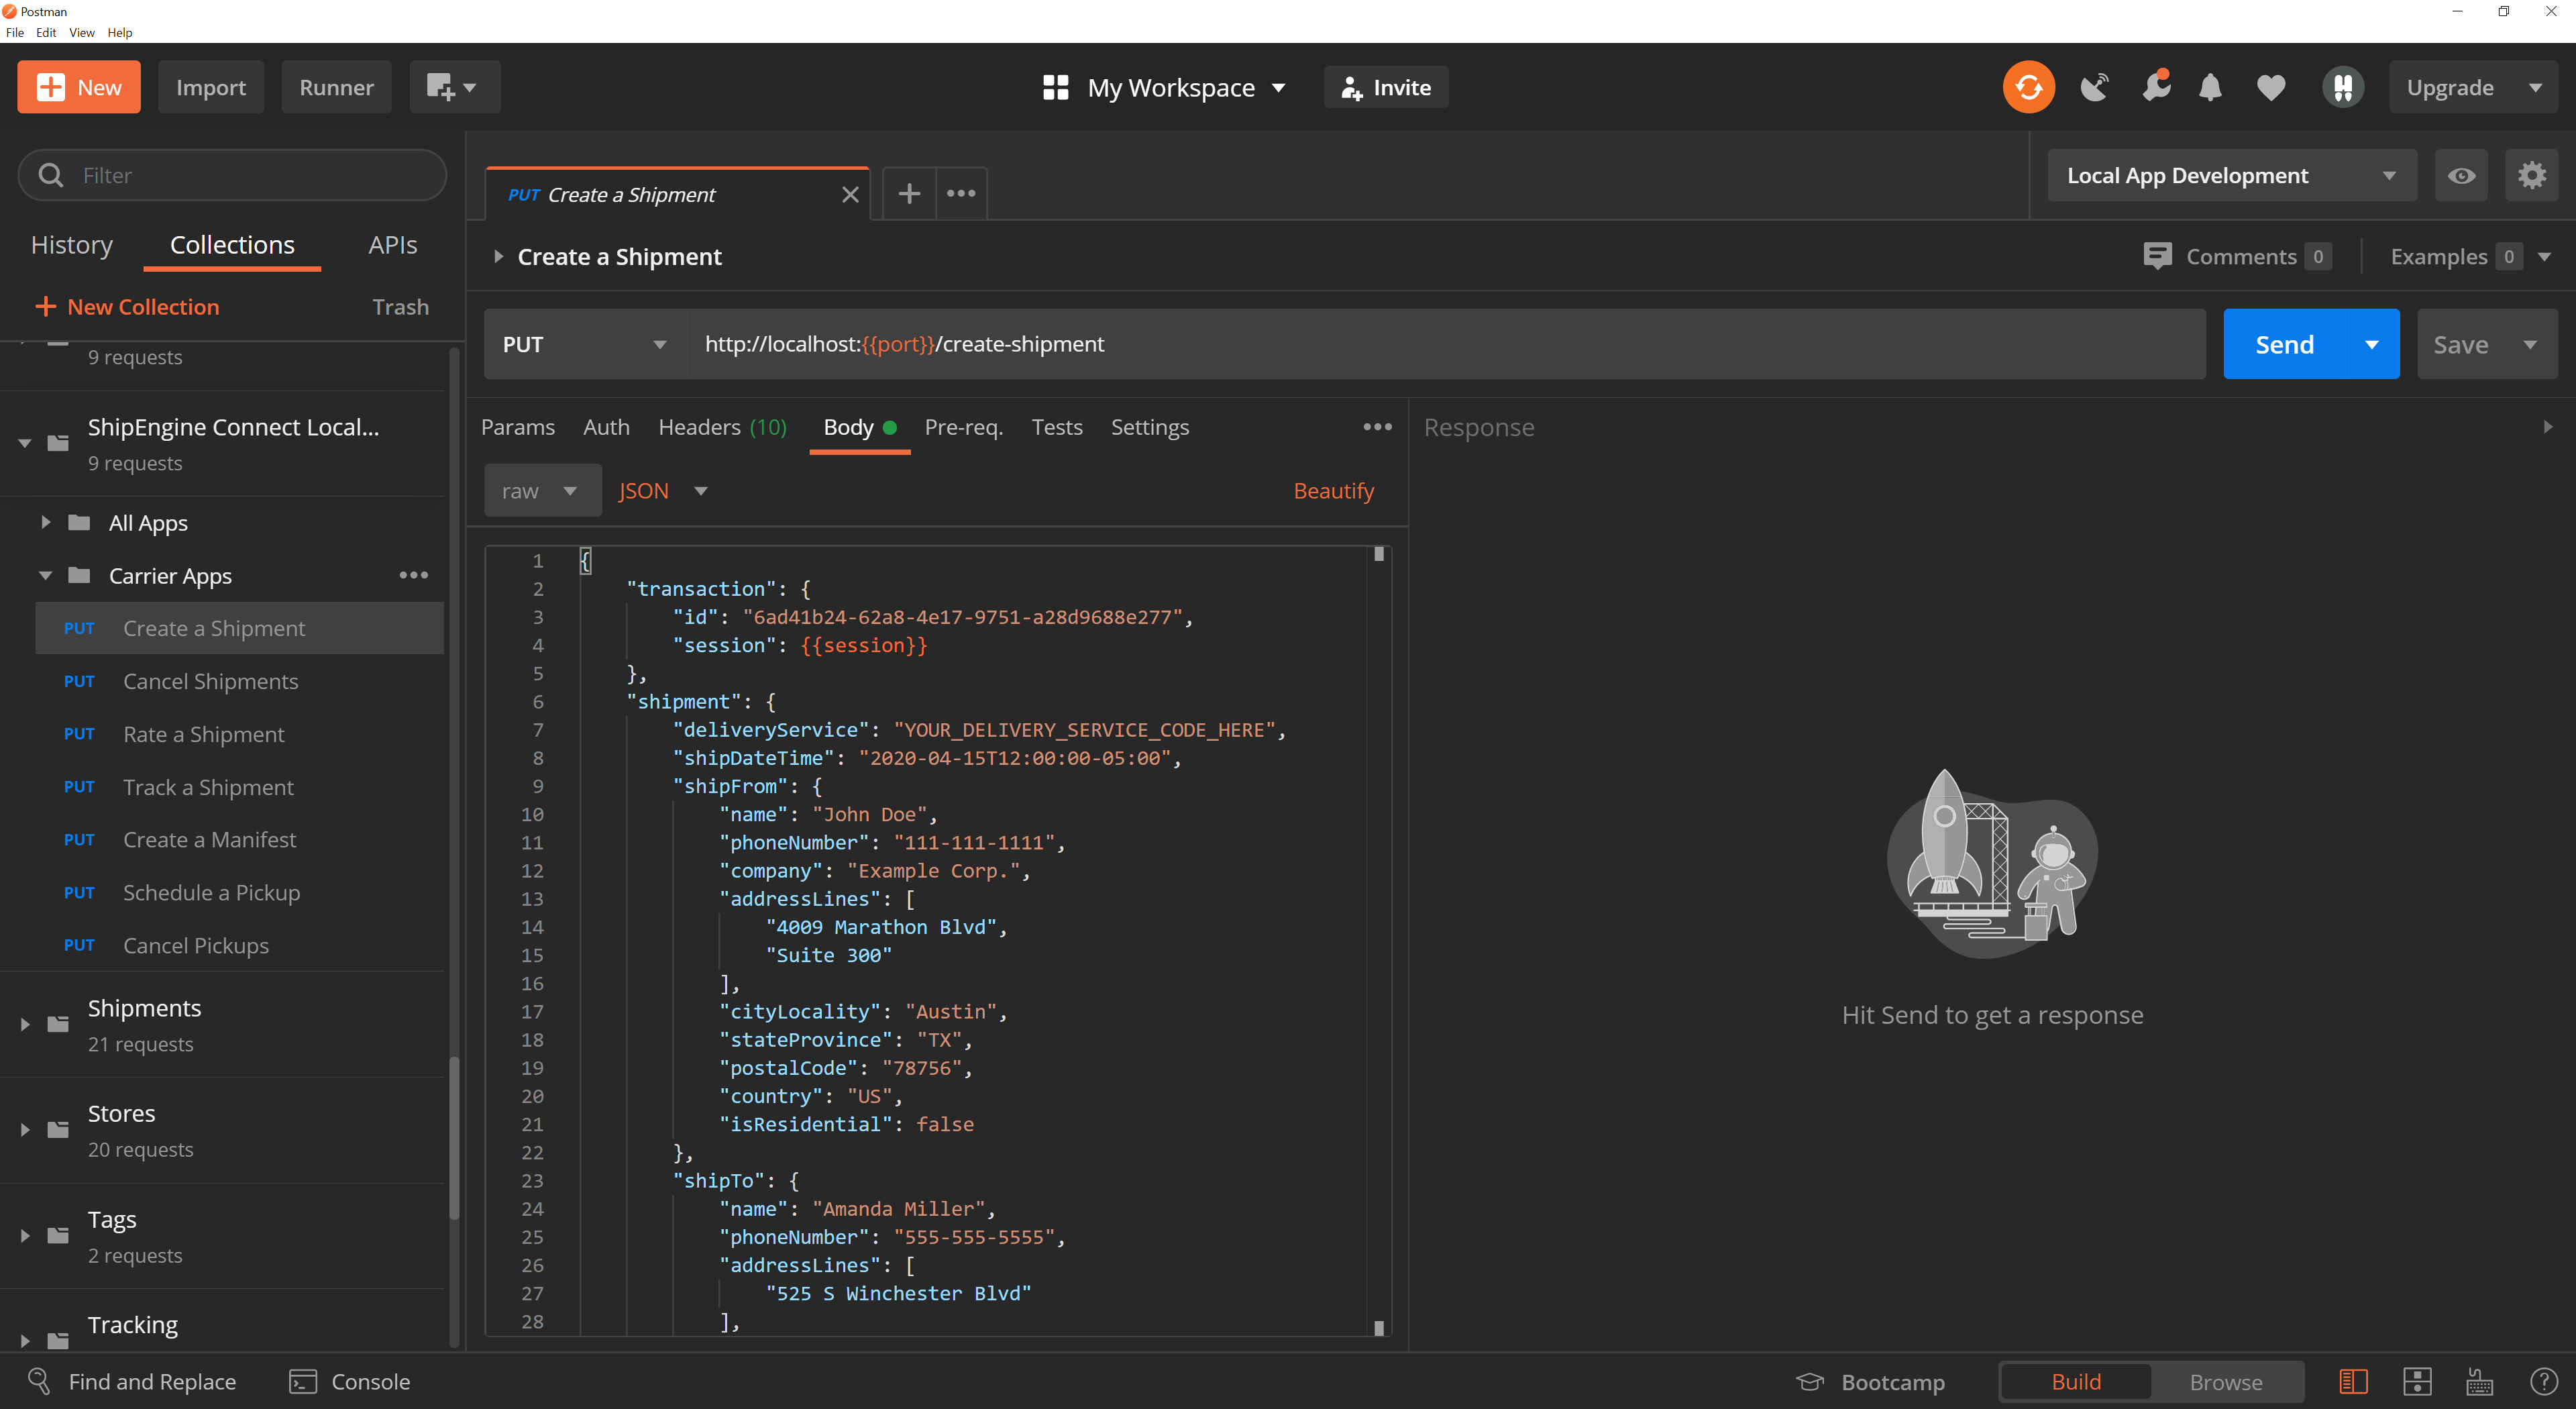 Postman
File Edit View Help
New Import Runner
My Workspace Invite
Upgrade
Filter
History Collections APIs
New Collection Trash
9 requests
ShipEngine Connect Local...
9 requests
All Apps
Carrier Apps
PUT Create a Shipment
PUT Cancel Shipments
PUT Rate a Shipment
PUT Track a Shipment
PUT Create a Manifest
PUT Schedule a Pickup
PUT Cancel Pickups
Shipments
21 requests
Stores
20 requests
Tags
2 requests
Tracking
PUT Create a Shipment
Local App Development
Create a Shipment
Comments 0 Examples 0
PUT http://localhost:{{port}}/create-shipment
Send Save
Params Auth Headers (10) Body Pre-req. Tests Settings
raw JSON Beautify
1 {
2 "transaction": {
3 "id": "6ad41b24-62a8-4e17-9751-a28d9688e277",
4 "session": {{session}}
5 },
6 "shipment": {
7 "deliveryService": "YOUR_DELIVERY_SERVICE_CODE_HERE",
8 "shipDateTime": "2020-04-15T12:00:00-05:00",
9 "shipFrom": {
10 "name": "John Doe",
11 "phoneNumber": "111-111-1111",
12 "company": "Example Corp.",
13 "addressLines": [
14 "4009 Marathon Blvd",
15 "Suite 300"
16 ],
17 "cityLocality": "Austin",
18 "stateProvince": "TX",
19 "postalCode": "78756",
20 "country": "US",
21 "isResidential": false
22 },
23 "shipTo": {
24 "name": "Amanda Miller",
25 "phoneNumber": "555-555-5555",
26 "addressLines": [
27 "525 S Winchester Blvd"
28 ],
Response
Hit Send to get a response
Find and Replace Console
Bootcamp Build Browse